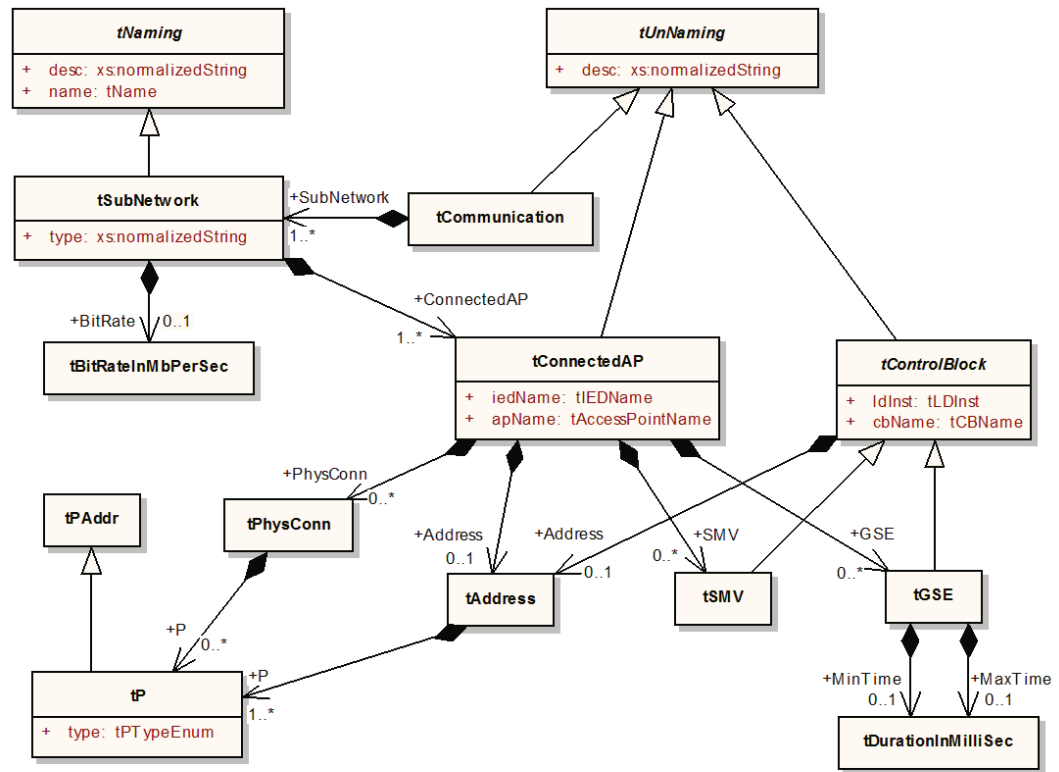 tNaming
+ desc: xs:normalizedString
+ name: tName
tUnNaming
+ desc: xs:normalizedString
tSubNetwork
+ type: xs:normalizedString
+SubNetwork
1..*
tCommunication
+BitRate
0..1
tBitRateInMbPerSec
+ConnectedAP
1..*
tConnectedAP
+ iedName: tIEDName
+ apName: tAccessPointName
tControlBlock
+ ldInst: tLDInst
+ cbName: tCBName
+PhysConn
0..*
tPAddr
tPhysConn
+Address
0..1
+Address
0..1
+SMV
0..*
+GSE
0..*
tAddress
tSMV
tGSE
+P
0..*
+P
1..*
tP
+ type: tPTypeEnum
+MinTime
0..1
+MaxTime
0..1
tDurationInMilliSec